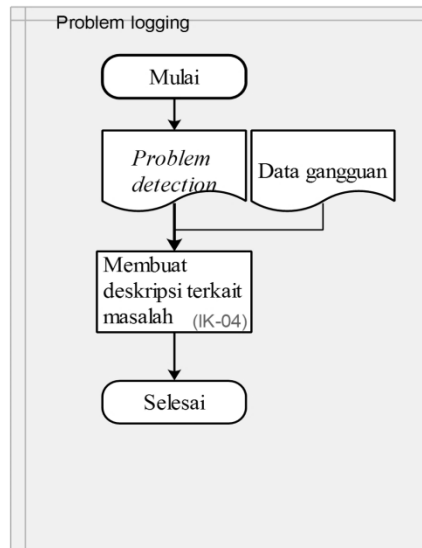 Problem logging
Mulai
Problem
detection
Data gangguan
Membuat
deskripsi terkait
masalah (IK-04)
Selesai